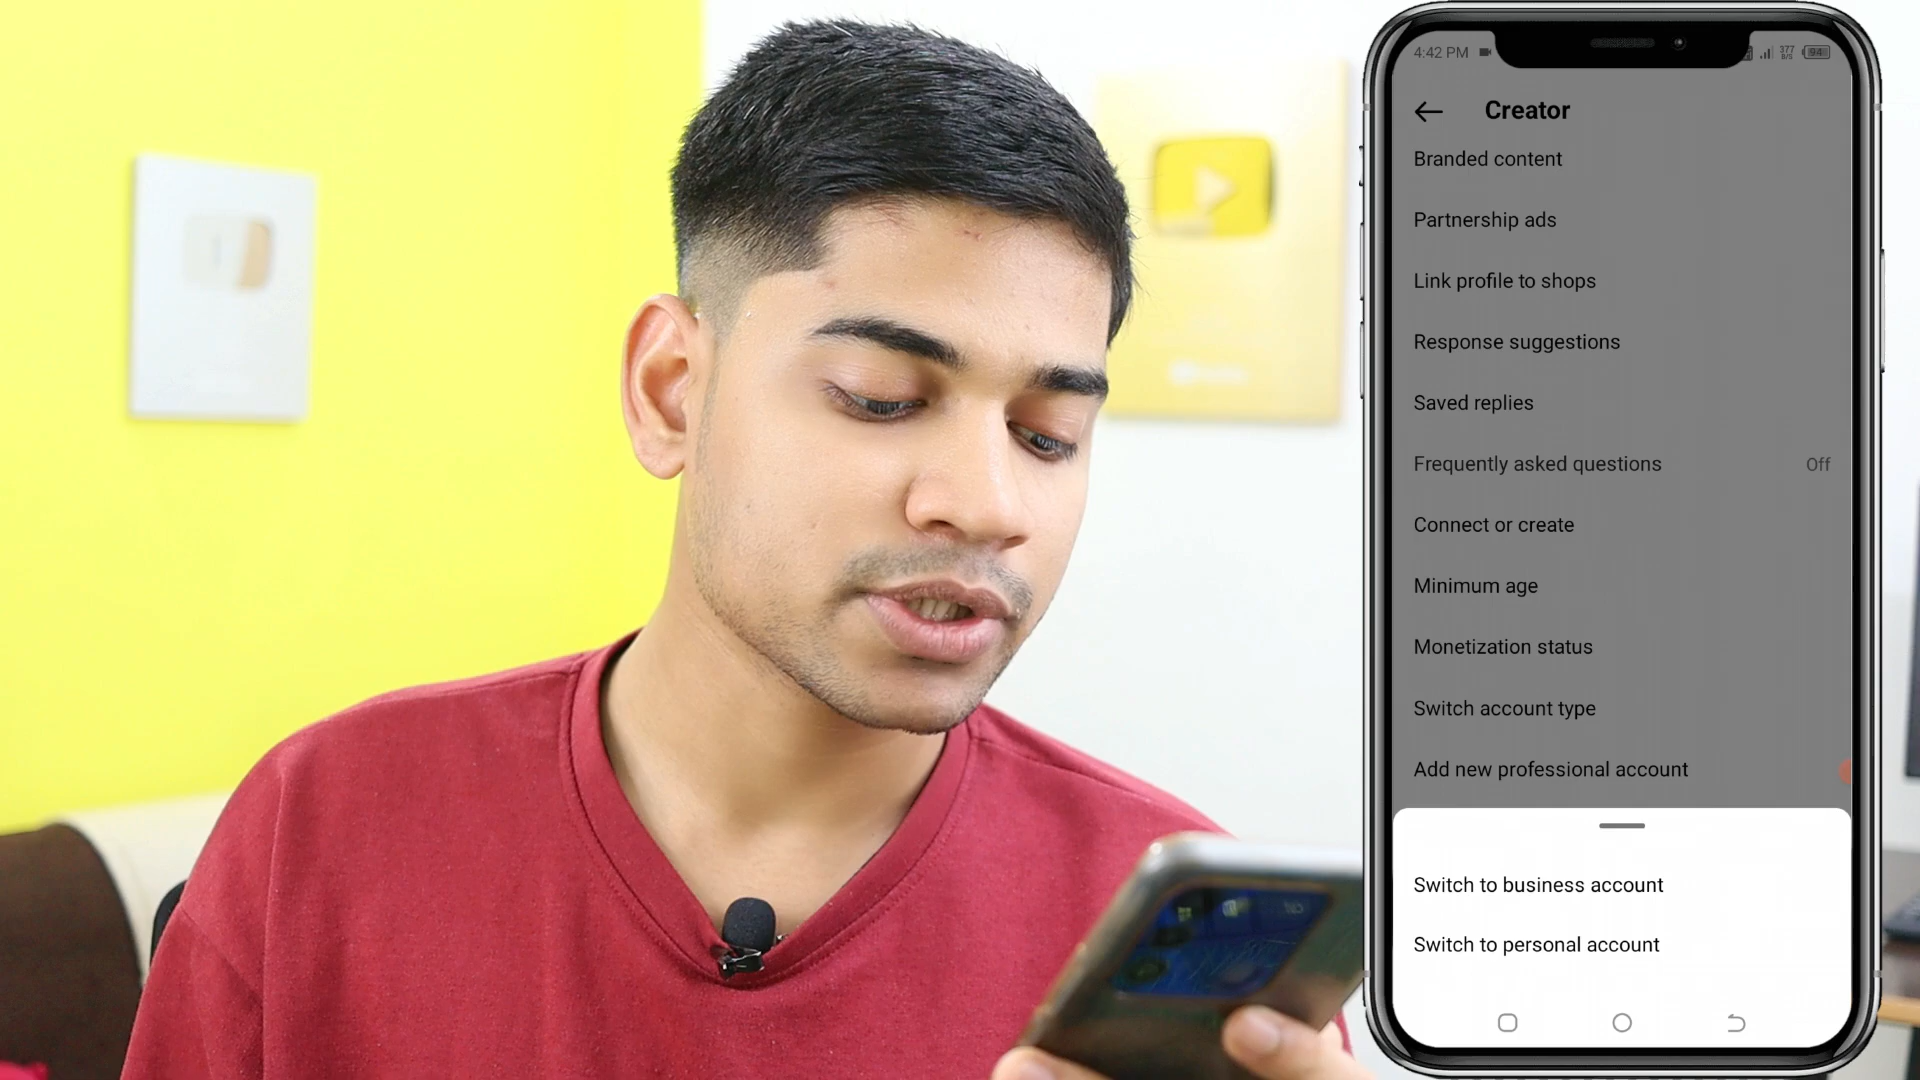 4:42 PM
377
B/S
94
Creator
Branded content
Partnership ads
Link profile to shops
Response suggestions
Saved replies
Frequently asked questions Off
Connect or create
Minimum age
Monetization status
Switch account type
Add new professional account
Switch to business account
Switch to personal account